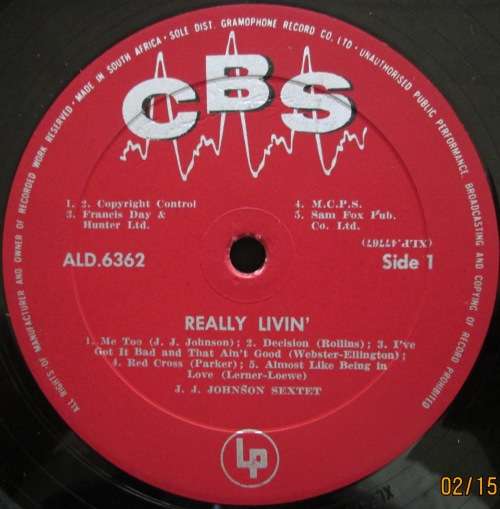 ALL RIGHTS OF MANUFACTURER AND OWNER OF RECORDED WORK RESERVED • MADE IN SOUTH AFRICA • SOLE DIST. GRAMOPHONE RECORD CO. LTD • UNAUTHORISED PUBLIC PERFORMANCE, BROADCASTING AND COPYING OF RECORD PROHIBITED
CBS
1. 2. Copyright Control
3. Francis Day &
Hunter Ltd.
4. M.C.P.S.
5. Sam Fox Pub.
Co. Ltd.
(XLP.47767)
ALD.6362
Side 1
REALLY LIVIN'
1. Me Too (J. J. Johnson); 2. Decision (Rollins); 3. I've
Got It Bad and That Ain't Good (Webster-Ellington);
4. Red Cross (Parker); 5. Almost Like Being in
Love (Lerner-Loewe)
J. J. JOHNSON SEXTET
LP
02/15